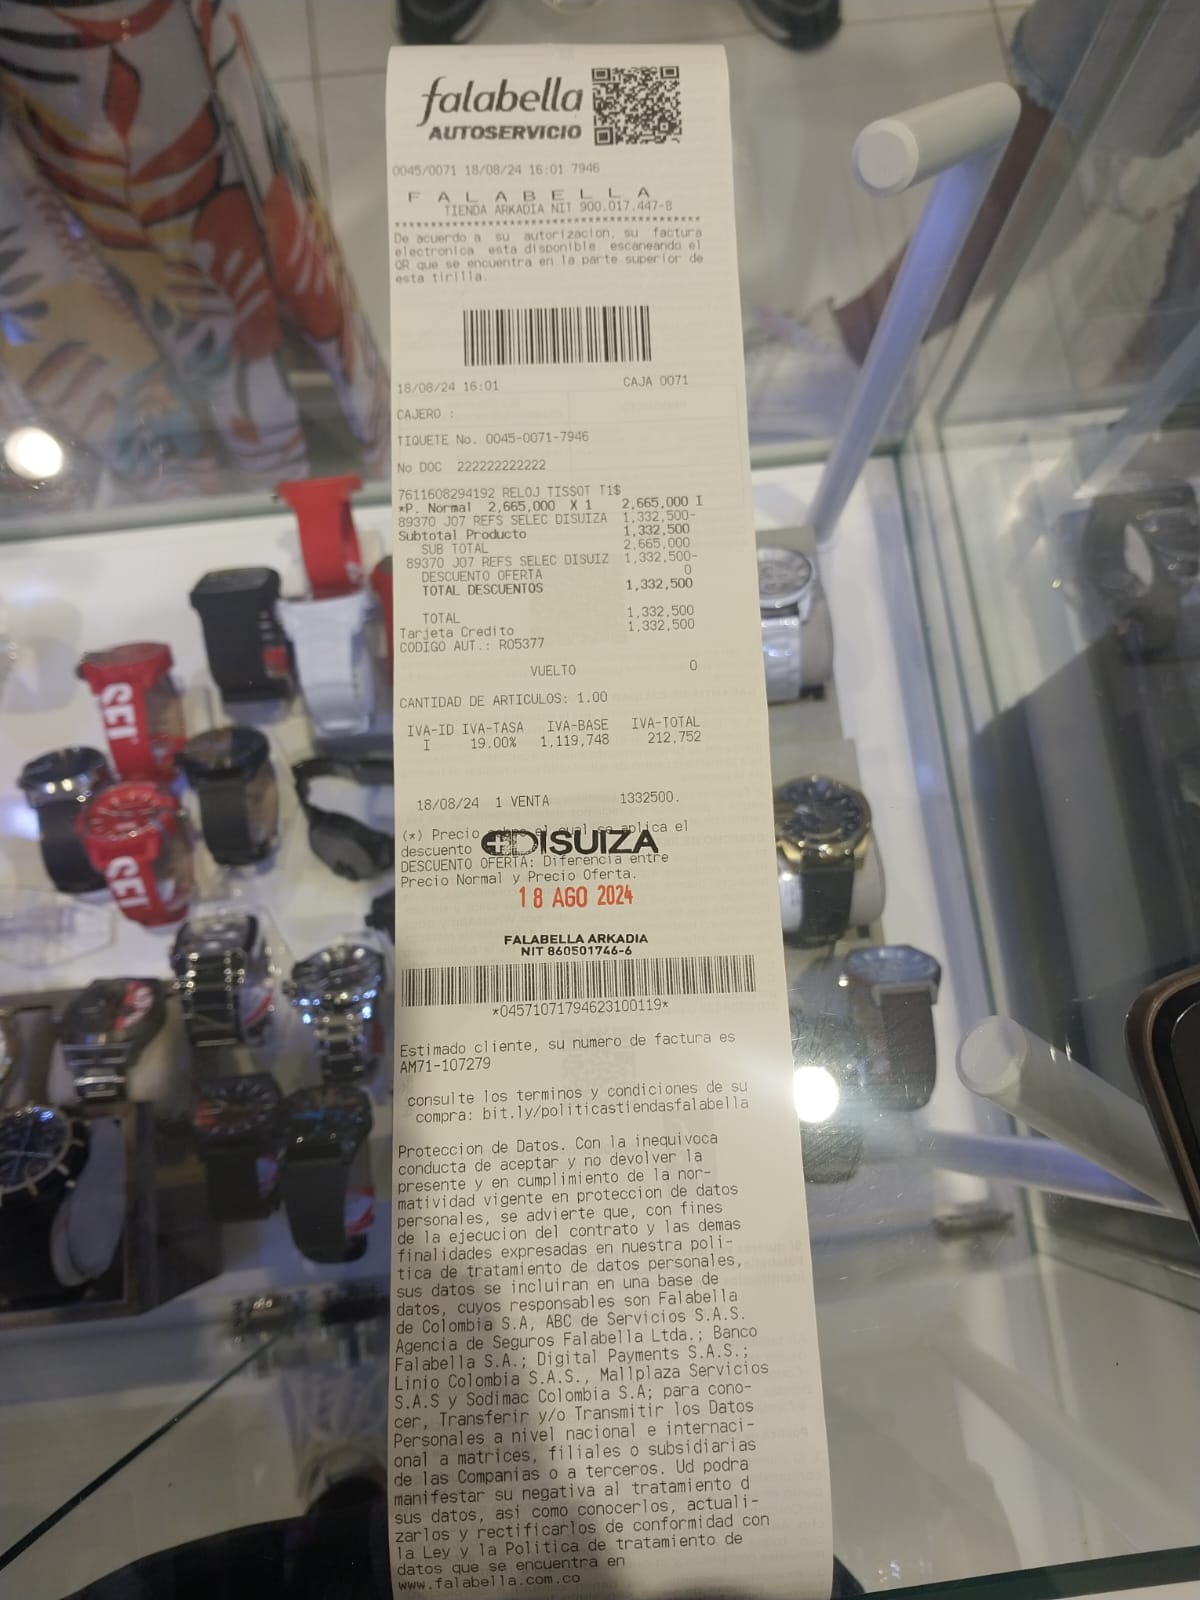 falabella
AUTOSERVICIO
0045/0071 18/08/24 16:01 7946
F A L A B E L L A
TIENDA ARKADIA NIT 900.017.447-8
De acuerdo a su autorizacion, su factura
electronica esta disponible escaneando el
QR que se encuentra en la parte superior de
esta tirilla.
18/08/24 16:01 CAJA 0071
CAJERO :
TIQUETE No. 0045-0071-7946
No DOC 222222222222
7611608294192 RELOJ TISSOT T1$
*P. Normal 2,665,000 X 1 2,665,000 I
89370 J07 REFS SELEC DISUIZA 1,332,500-
Subtotal Producto 1,332,500
SUB TOTAL 2,665,000
89370 J07 REFS SELEC DISUIZ 1,332,500-
DESCUENTO OFERTA 0
TOTAL DESCUENTOS 1,332,500
TOTAL 1,332,500
Tarjeta Credito 1,332,500
CODIGO AUT.: R05377
VUELTO 0
CANTIDAD DE ARTICULOS: 1.00
IVA-ID IVA-TASA IVA-BASE IVA-TOTAL
I 19.00% 1,119,748 212,752
18/08/24 1 VENTA 1332500.
(*) Precio sobre el cual se aplica el
descuento
DISUIZA
DESCUENTO OFERTA: Diferencia entre
Precio Normal y Precio Oferta.
18 AGO 2024
FALABELLA ARKADIA
NIT 860501746-6
*04571071794623100119*
Estimado cliente, su numero de factura es
AM71-107279
consulte los terminos y condiciones de su
compra: bit.ly/politicastiendasfalabella
Proteccion de Datos. Con la inequivoca
conducta de aceptar y no devolver la
presente y en cumplimiento de la nor-
matividad vigente en proteccion de datos
personales, se advierte que, con fines
de la ejecucion del contrato y las demas
finalidades expresadas en nuestra poli-
tica de tratamiento de datos personales,
sus datos se incluiran en una base de
datos, cuyos responsables son Falabella
de Colombia S.A, ABC de Servicios S.A.S.
Agencia de Seguros Falabella Ltda.; Banco
Falabella S.A.; Digital Payments S.A.S.;
Linio Colombia S.A.S., Mallplaza Servicios
S.A.S y Sodimac Colombia S.A; para cono-
cer, Transferir y/o Transmitir los Datos
Personales a nivel nacional e internaci-
onal a matrices, filiales o subsidiarias
de las Companias o a terceros. Ud podra
manifestar su negativa al tratamiento d
sus datos, asi como conocerlos, actuali-
zarlos y rectificarlos de conformidad con
la Ley y la Politica de tratamiento de
datos que se encuentra en
www.falabella.com.co